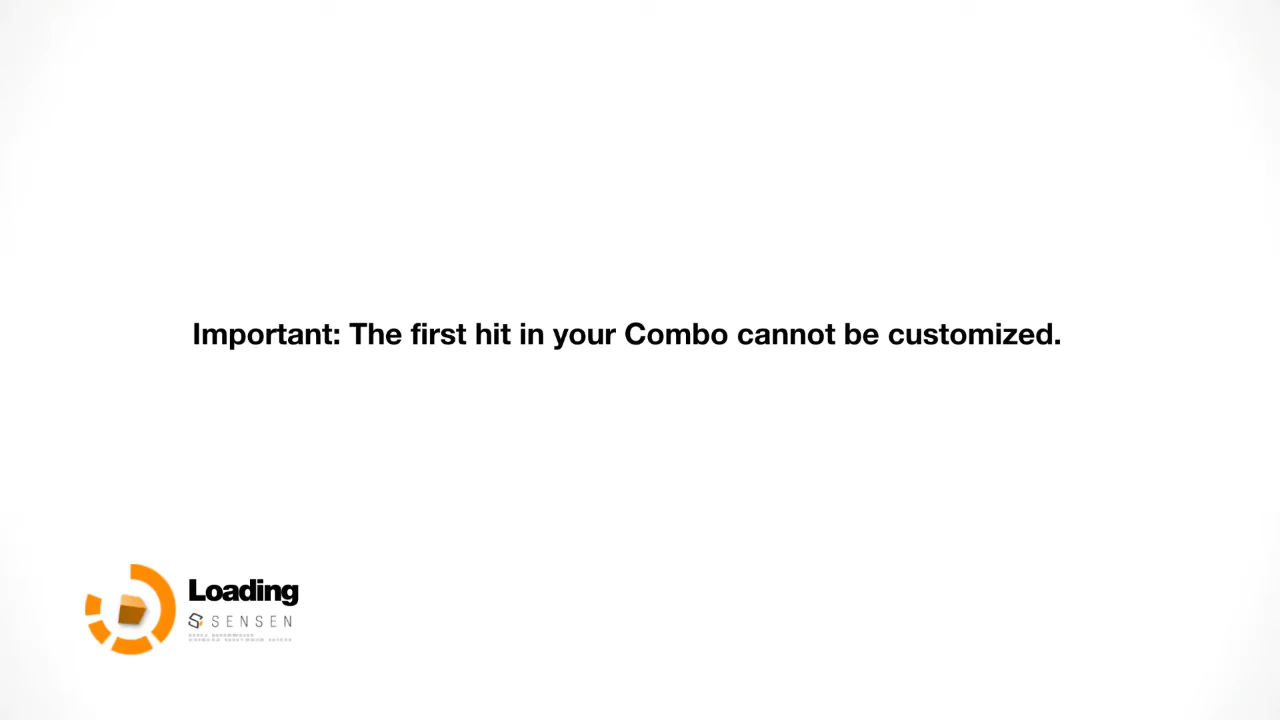 Important: The first hit in your Combo cannot be customized.
Loading
SENSEN